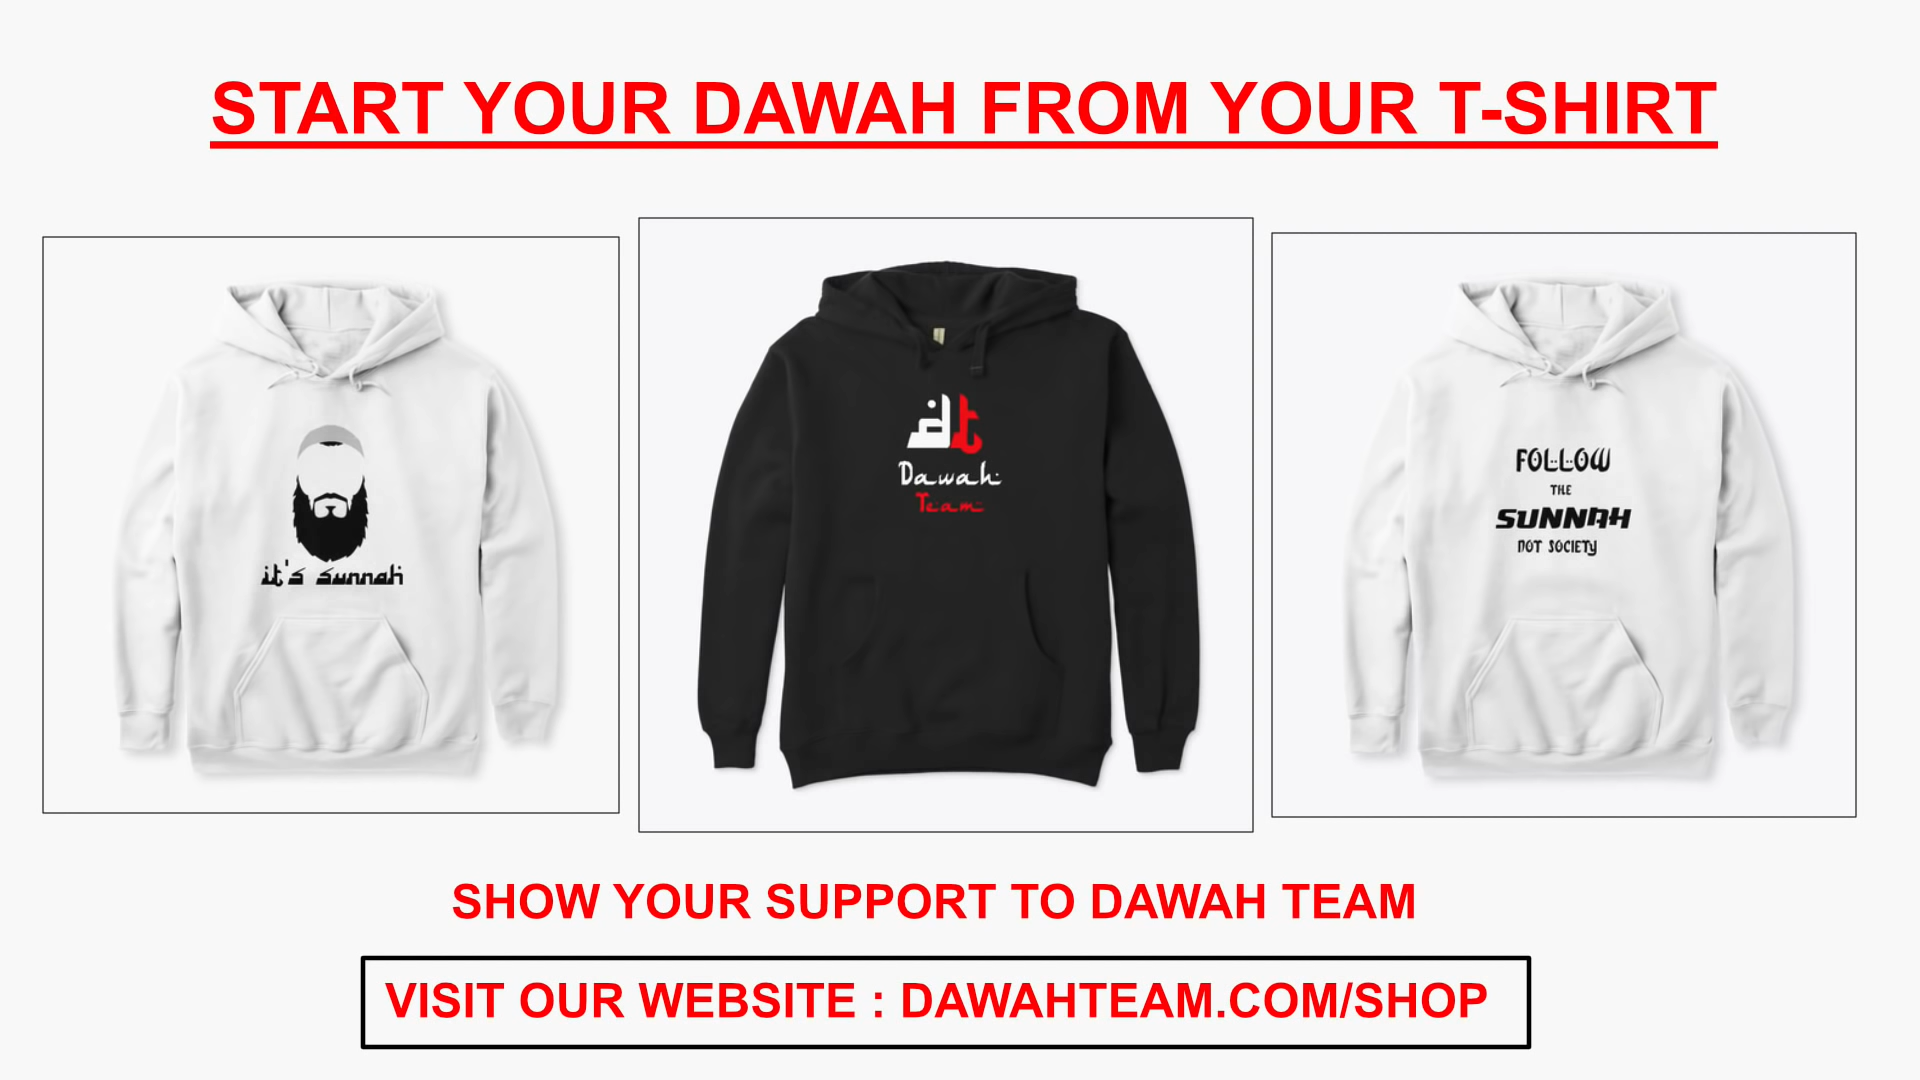 START YOUR DAWAH FROM YOUR T-SHIRT
it's sunnah
dt
Dawah
Team
FOLLOW
THE
SUNNAH
NOT SOCIETY
SHOW YOUR SUPPORT TO DAWAH TEAM
VISIT OUR WEBSITE : DAWAHTEAM.COM/SHOP